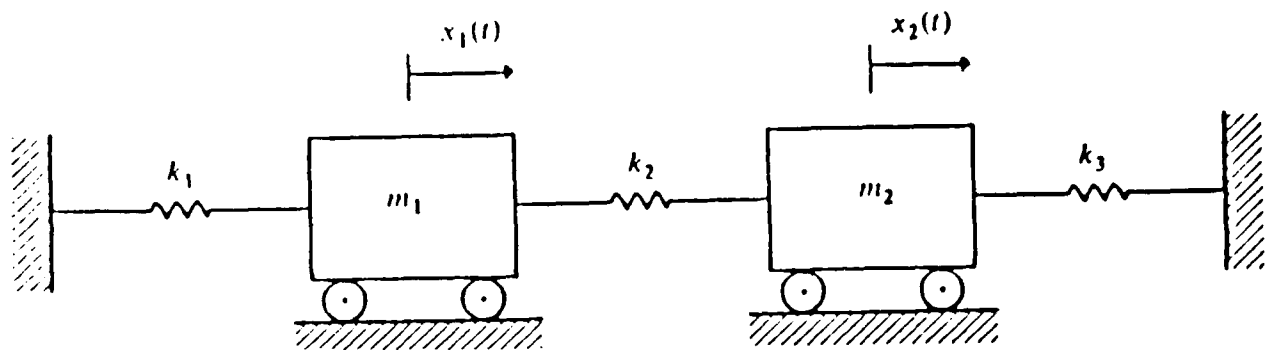 x₁(t)
x₂(t)
k₁
k₂
k₃
m₁
m₂